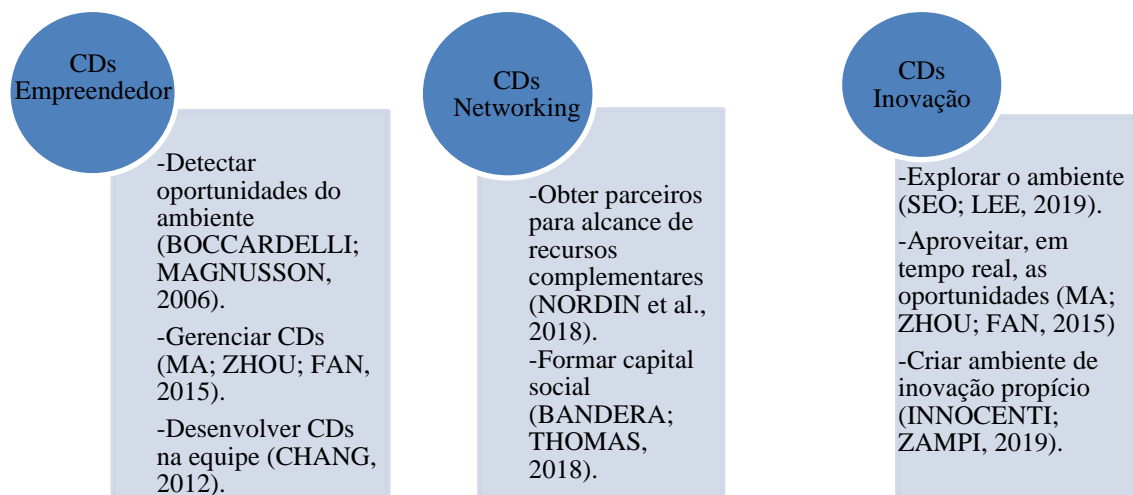 CDs
Empreendedor
-Detectar
oportunidades do
ambiente
(BOCCARDELLI;
MAGNUSSON,
2006).
-Gerenciar CDs
(MA; ZHOU; FAN,
2015).
-Desenvolver CDs
na equipe (CHANG,
2012).
CDs
Networking
-Obter parceiros
para alcance de
recursos
complementares
(NORDIN et al.,
2018).
-Formar capital
social
(BANDERA;
THOMAS,
2018).
CDs
Inovação
-Explorar o ambiente
(SEO; LEE, 2019).
-Aproveitar, em
tempo real, as
oportunidades (MA;
ZHOU; FAN, 2015)
-Criar ambiente de
inovação propício
(INNOCENTI;
ZAMPI, 2019).